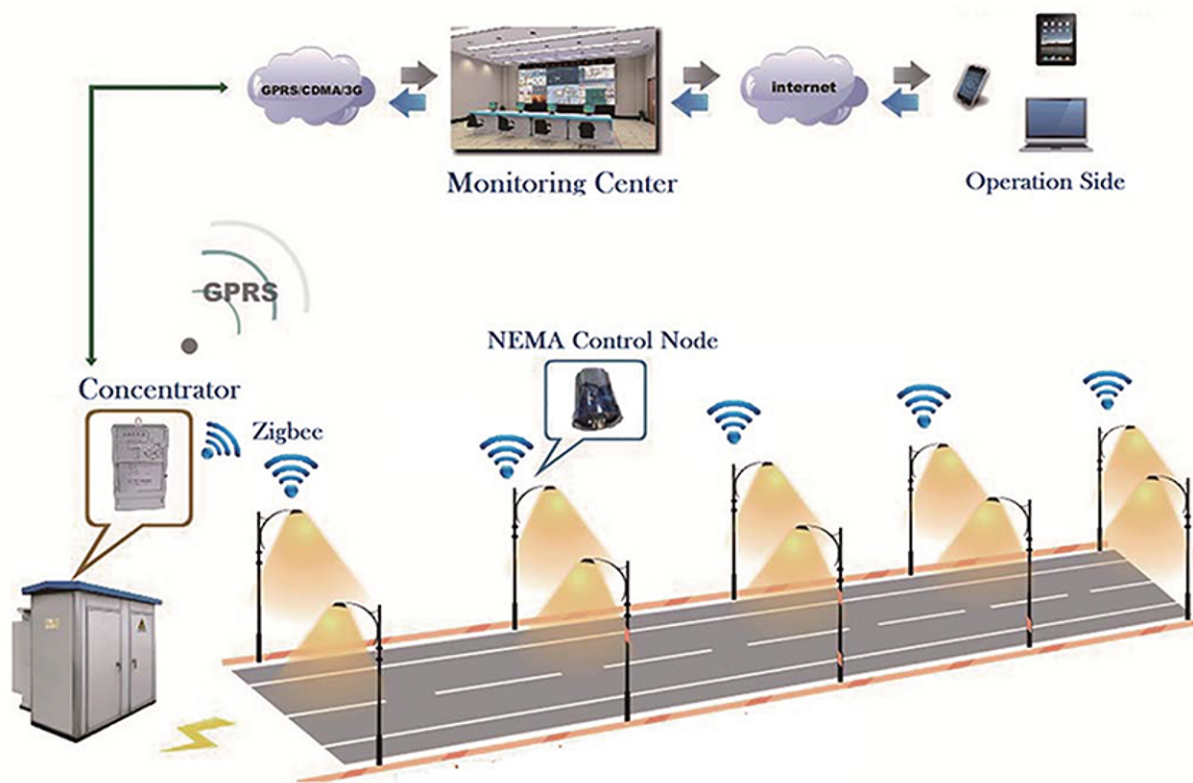 GPRS/CDMA/3G
internet
Monitoring Center
Operation Side
GPRS
NEMA Control Node
Concentrator
Zigbee